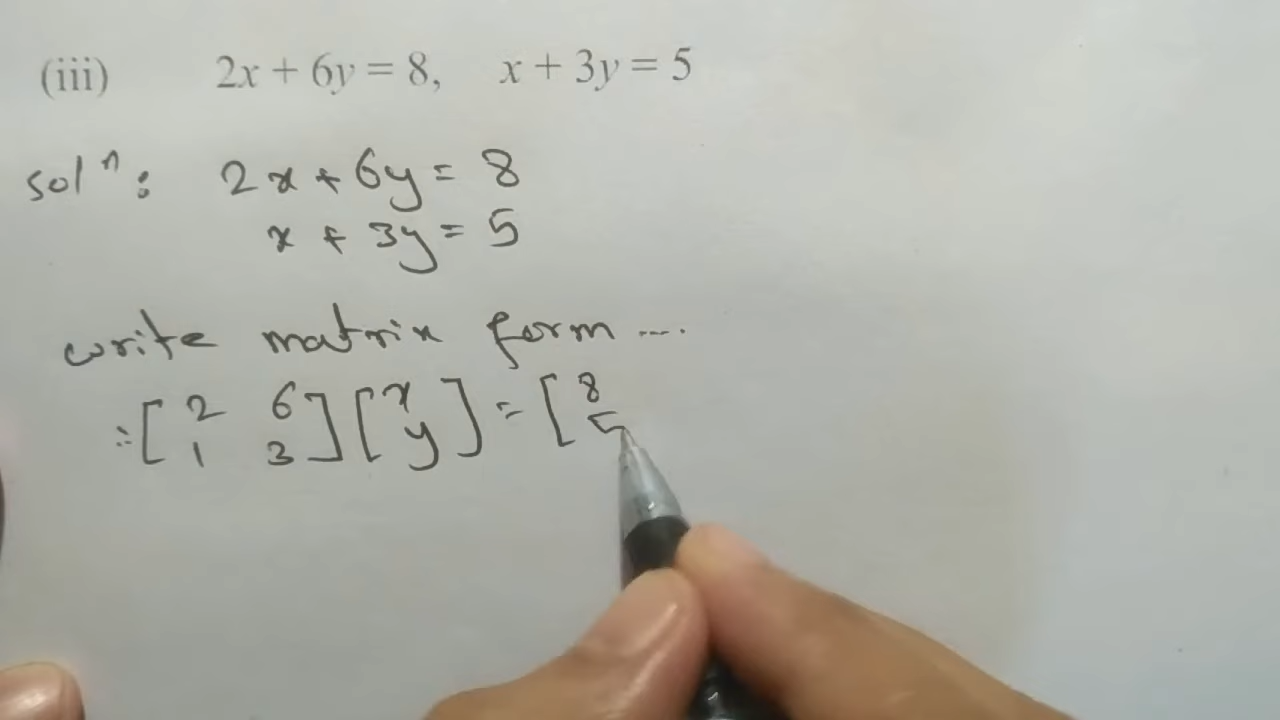 (iii) 2x + 6y = 8, x + 3y = 5
solⁿ: 2x + 6y = 8
x + 3y = 5
write matrix form ....
:- [ 2 6 ] [ x ] = [ 8
1 3 y 5